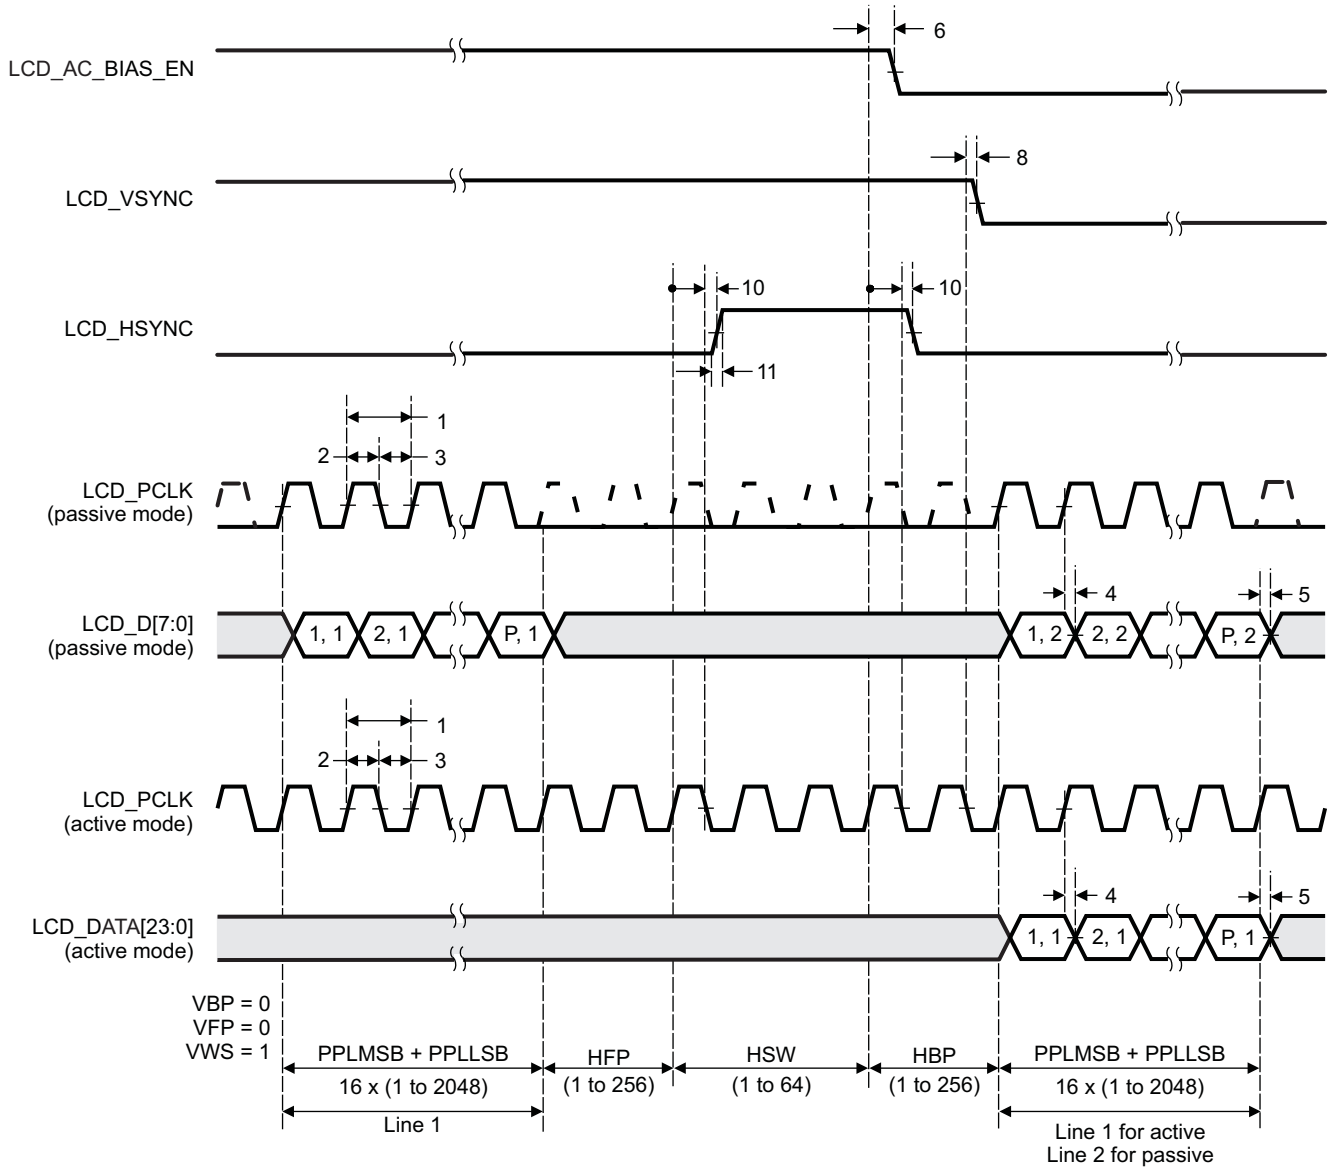 6
LCD_AC_BIAS_EN
8
LCD_VSYNC
10
10
LCD_HSYNC
11
1
2
3
LCD_PCLK
(passive mode)
4
5
LCD_D[7:0]
(passive mode)
1, 1
2, 1
P, 1
1, 2
2, 2
P, 2
1
2
3
LCD_PCLK
(active mode)
4
5
LCD_DATA[23:0]
(active mode)
1, 1
2, 1
P, 1
VBP = 0
VFP = 0
VWS = 1
PPLMSB + PPLLSB
16 x (1 to 2048)
Line 1
HFP
(1 to 256)
HSW
(1 to 64)
HBP
(1 to 256)
PPLMSB + PPLLSB
16 x (1 to 2048)
Line 1 for active
Line 2 for passive